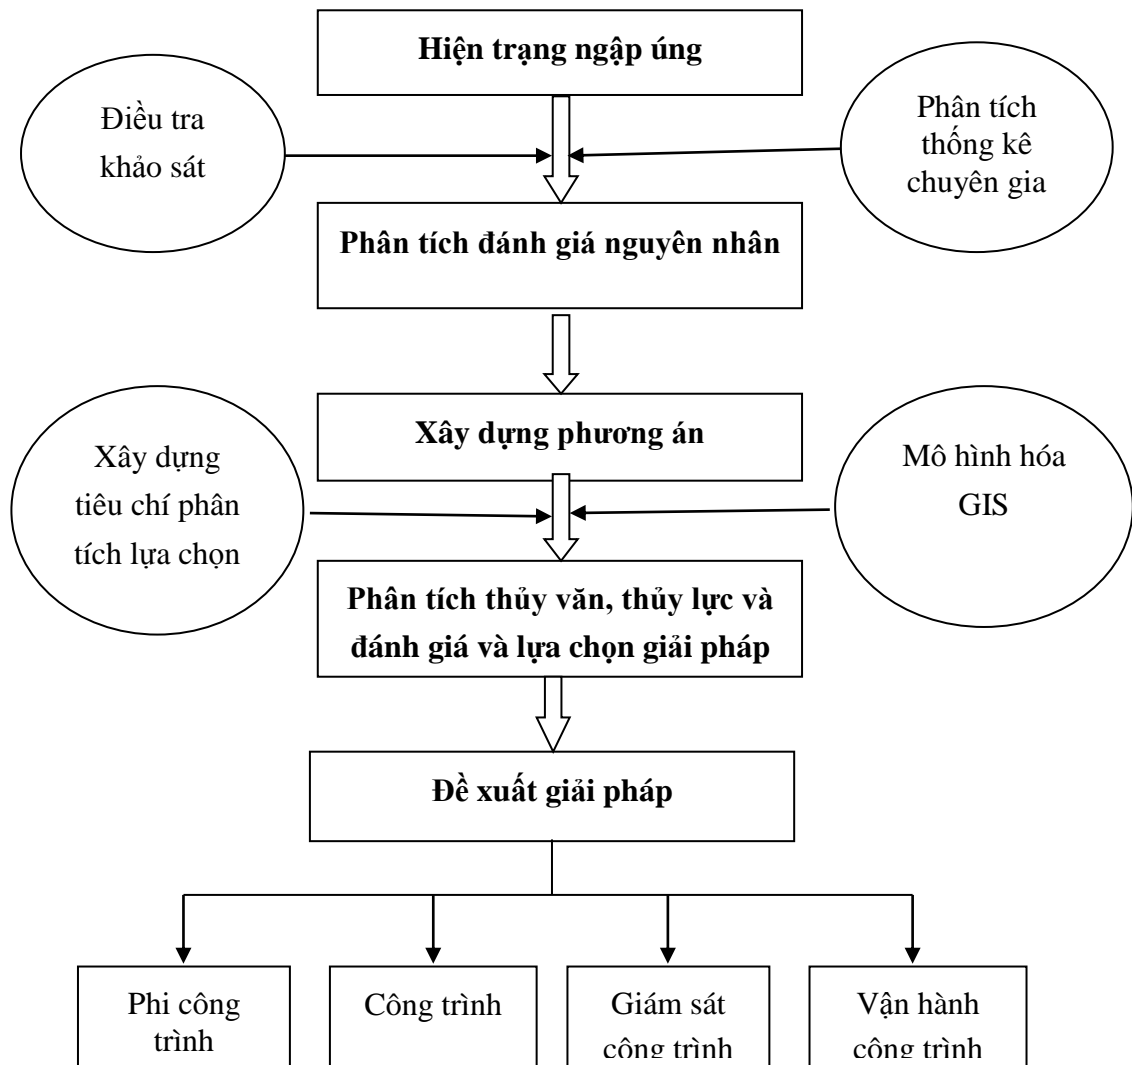 Hiện trạng ngập úng
Điều tra
khảo sát
Phân tích
thống kê
chuyên gia
Phân tích đánh giá nguyên nhân
Xây dựng phương án
Xây dựng
tiêu chí phân
tích lựa chọn
Mô hình hóa
GIS
Phân tích thủy văn, thủy lực và
đánh giá và lựa chọn giải pháp
Đề xuất giải pháp
Phi công
trình
Công trình
Giám sát
công trình
Vận hành
công trình